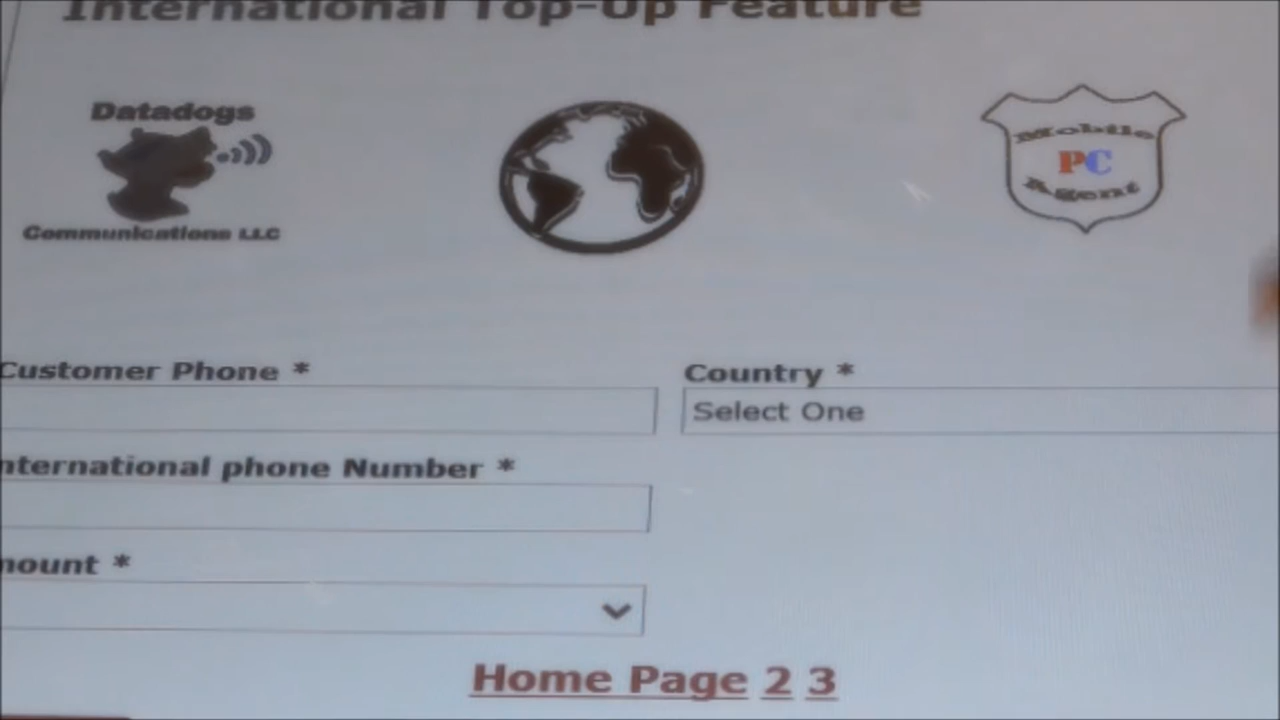 International Top-Up Feature
Datadogs
Communications LLC
Mobile
PC
Agent
Customer Phone *
Country *
Select One
nternational phone Number *
mount *
Home Page 2 3